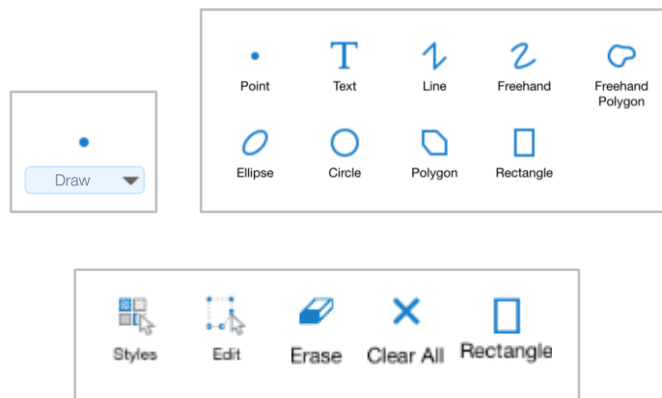 Point Text Line Freehand Freehand
Polygon
Draw
Ellipse Circle Polygon Rectangle
Styles Edit Erase Clear All Rectangle